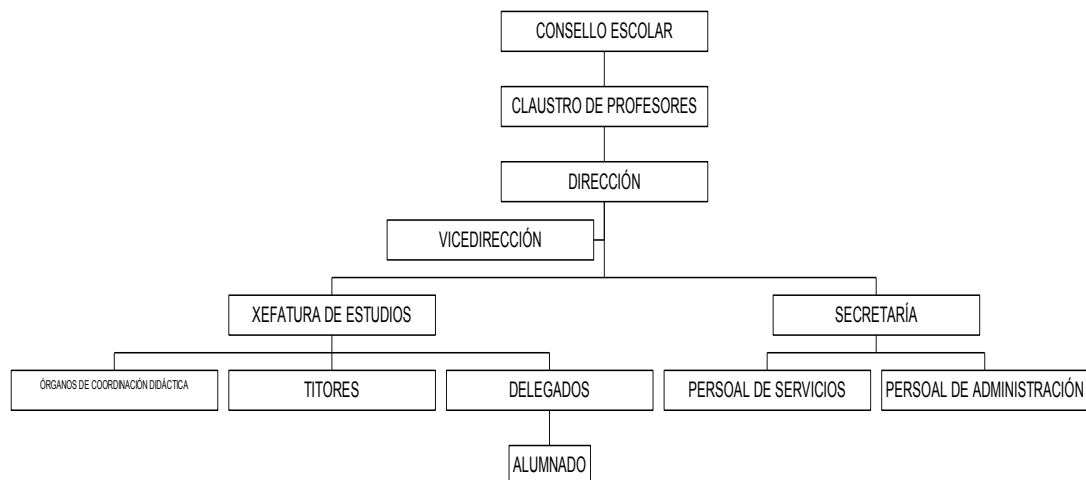 CONSELLO ESCOLAR
CLAUSTRO DE PROFESORES
DIRECCIÓN
VICEDIRECCIÓN
XEFATURA DE ESTUDIOS
SECRETARÍA
ÓRGANOS DE COORDINACIÓN DIDÁCTICA
TITORES
DELEGADOS
PERSOAL DE SERVICIOS
PERSOAL DE ADMINISTRACIÓN
ALUMNADO